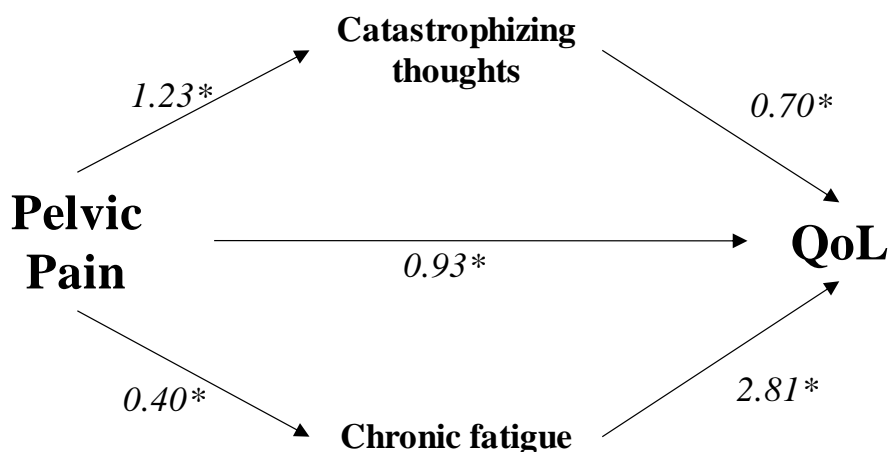 Catastrophizing
thoughts
1.23*
0.70*
Pelvic
Pain
QoL
0.93*
0.40*
2.81*
Chronic fatigue